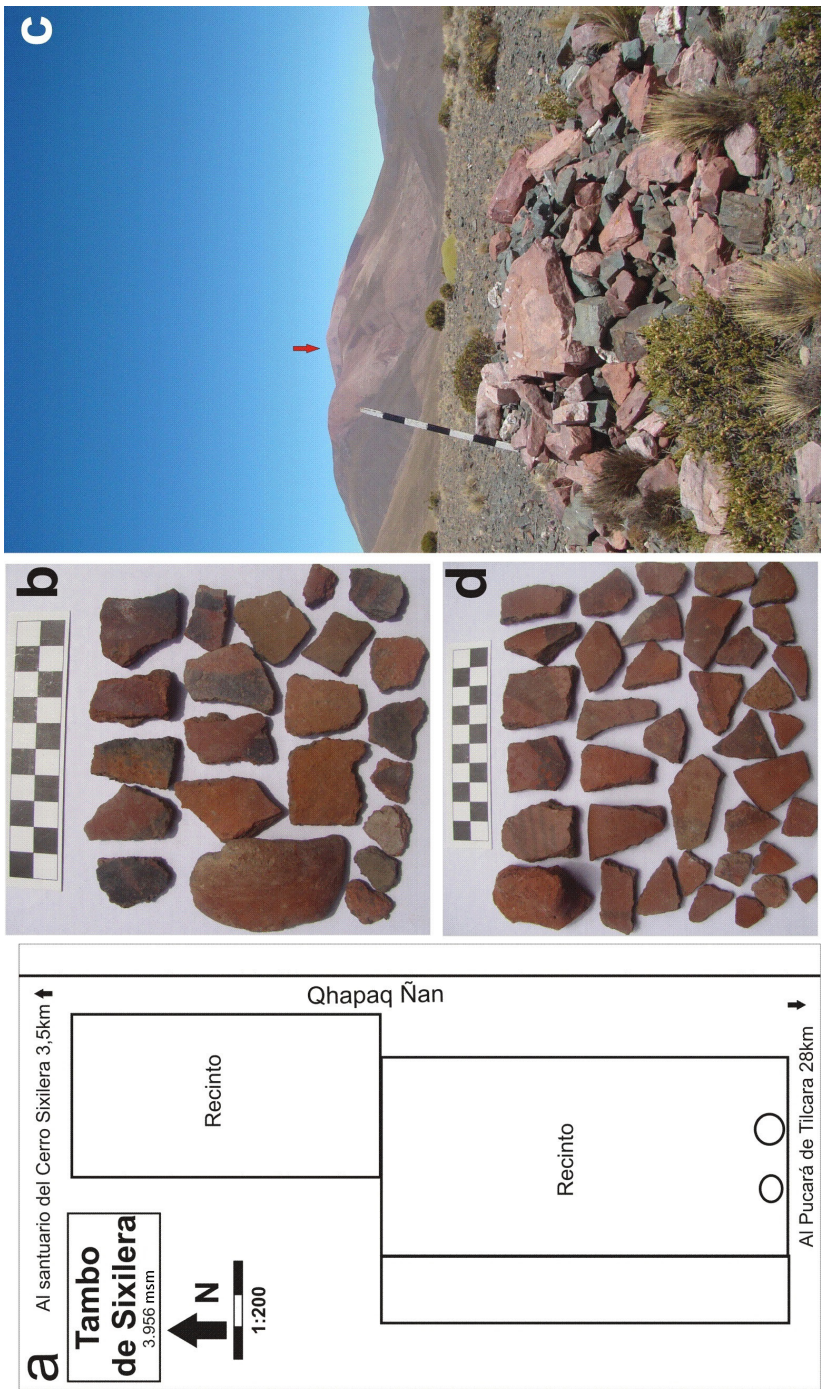 a
Al santuario del Cerro Sixilera 3,5km
Tambo
de Sixilera
3.956 msm
N
1:200
Recinto
Recinto
Qhapaq Ñan
Al Pucará de Tilcara 28km
b
c
d